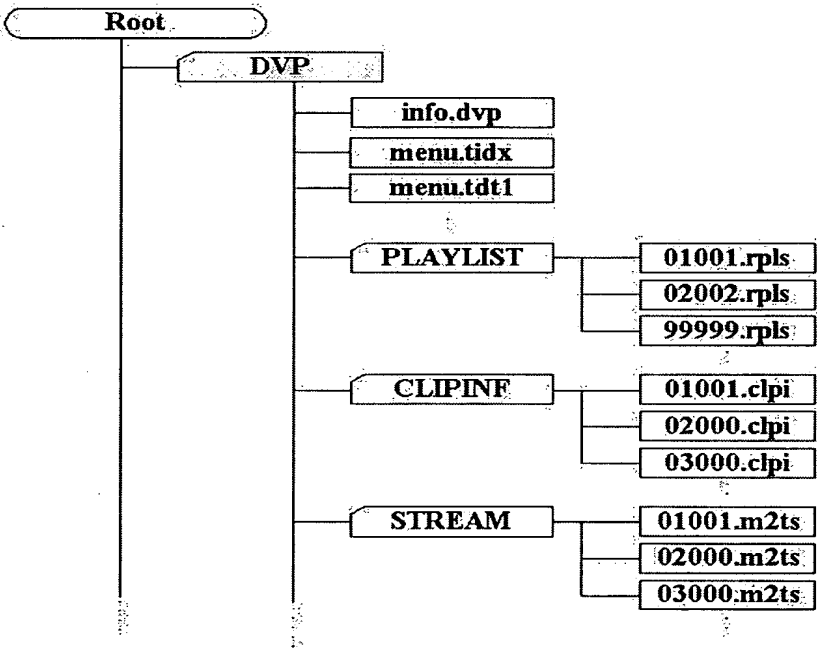 Root
DVP
info.dvp
menu.tidx
menu.tdt1
PLAYLIST
01001.rpls
02002.rpls
99999.rpls
CLIPINF
01001.clpi
02000.clpi
03000.clpi
STREAM
01001.m2ts
02000.m2ts
03000.m2ts